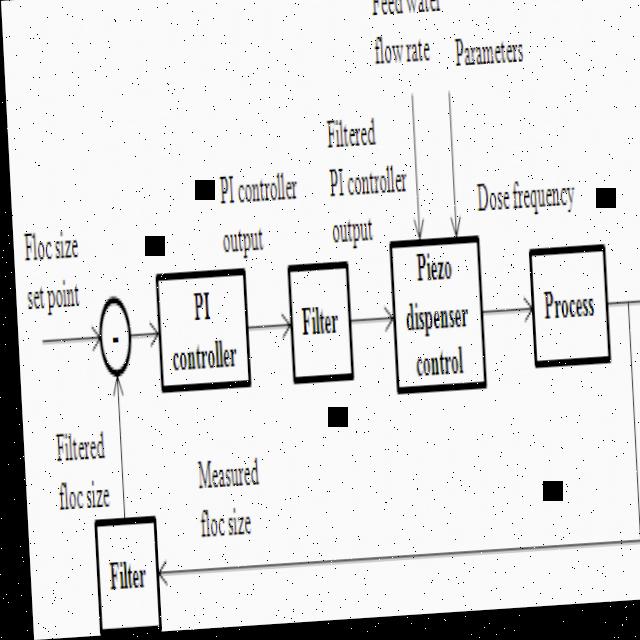 Feed water
flow rate
Parameters
Filtered
PI controller
output
PI controller
output
Dose frequency
Floc size
set point
-
PI
controller
Filter
Piezo
dispenser
control
Process
Filtered
floc size
Measured
floc size
Filter